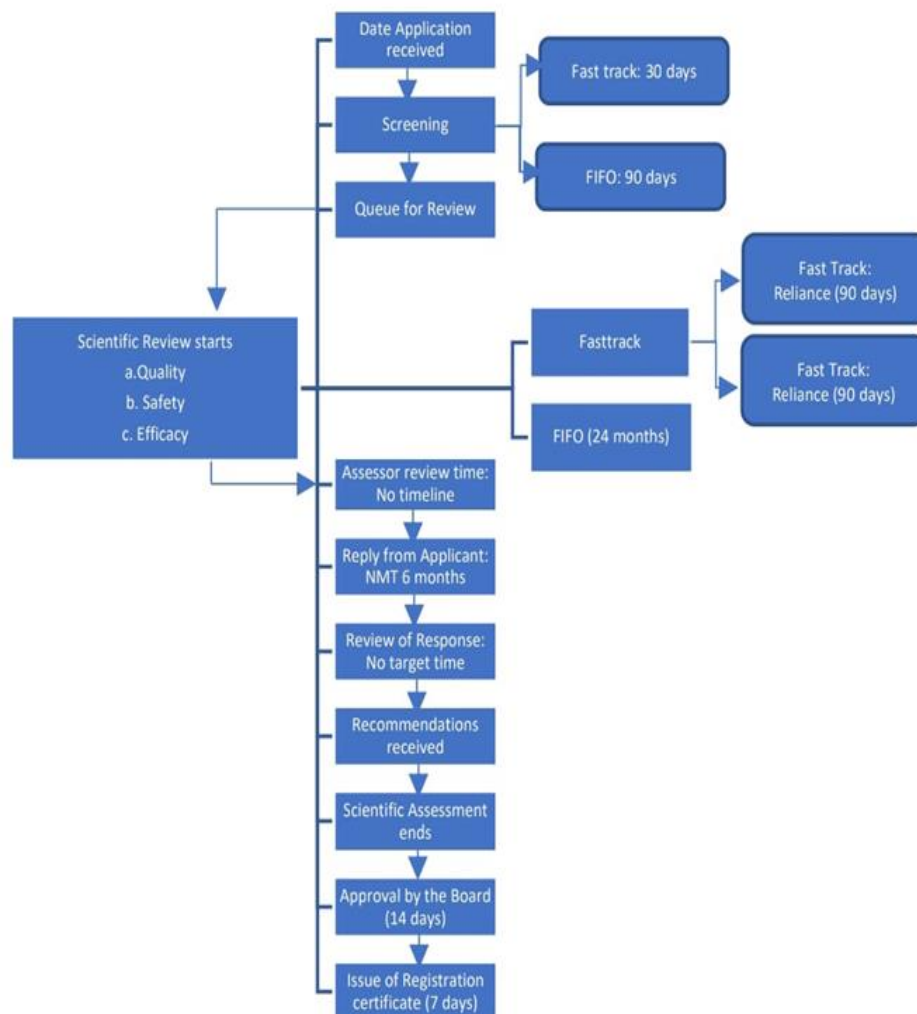 Date Application
received
Fast track: 30 days
Screening
FIFO: 90 days
Queue for Review
Fast Track:
Reliance (90 days)
Scientific Review starts
a.Quality
b. Safety
c. Efficacy
Fasttrack
Fast Track:
Reliance (90 days)
FIFO (24 months)
Assessor review time:
No timeline
Reply from Applicant:
NMT 6 months
Review of Response:
No target time
Recommendations
received
Scientific Assessment
ends
Approval by the Board
(14 days)
Issue of Registration
certificate (7 days)